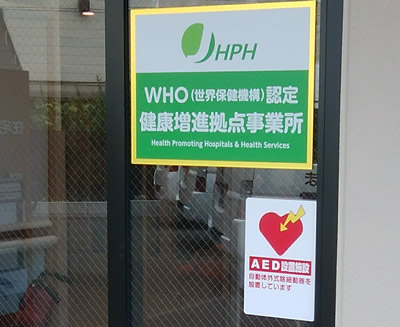 HPH
WHO(世界保健機構)認定
健康増進拠点事業所
Health Promoting Hospitals & Health Services
AED設置施設
自動体外式除細動器を
設置しています